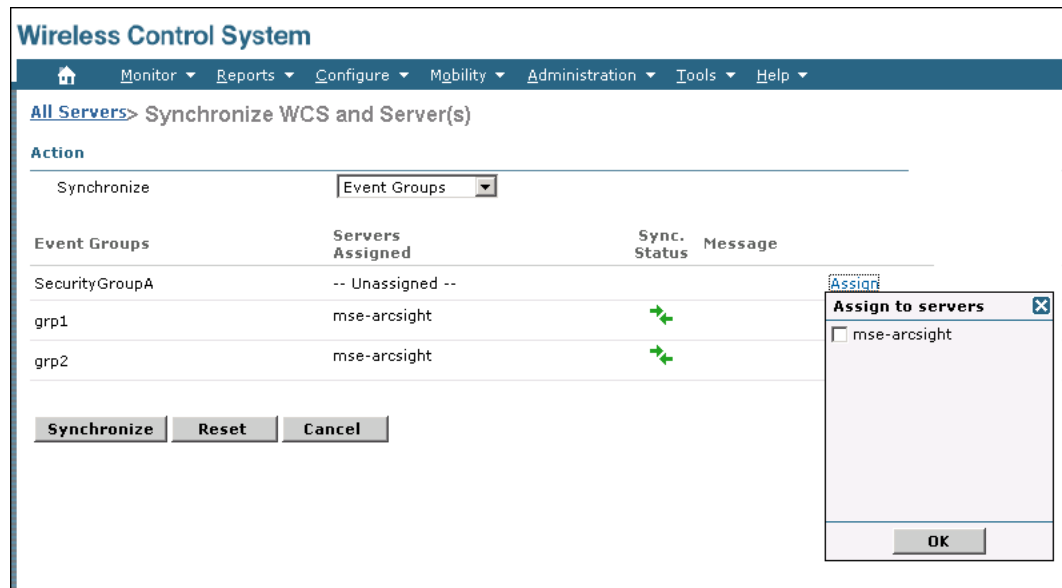 Wireless Control System
Monitor Reports Configure Mobility Administration Tools Help
All Servers> Synchronize WCS and Server(s)
Action
Synchronize Event Groups
Event Groups Servers Assigned Sync. Status Message
SecurityGroupA -- Unassigned -- Assign
grp1 mse-arcsight
grp2 mse-arcsight
Synchronize Reset Cancel
Assign to servers
mse-arcsight
OK